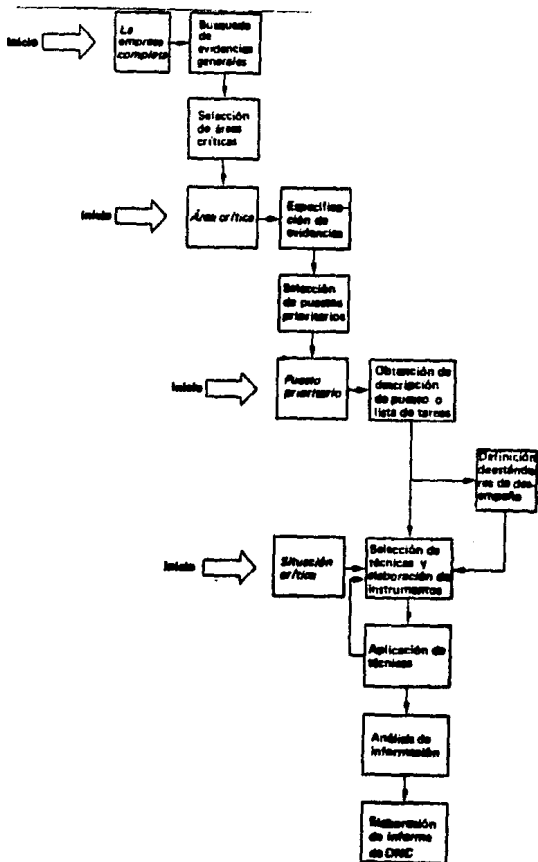 Inicio
La
empresa
completa
Búsqueda
de
evidencias
generales
Selección
de áreas
críticas
Inicio
Área crítica
Especifica-
ción de
evidencias
Selección
de puestos
prioritarios
Inicio
Puesto
prioritario
Obtención de
descripción
de puesto o
lista de tareas
Definición
de estánda-
res de des-
empeño
Inicio
Situación
crítica
Selección de
técnicas y
elaboración de
instrumentos
Aplicación de
técnicas
Análisis de
información
Elaboración
de informe
de DNC